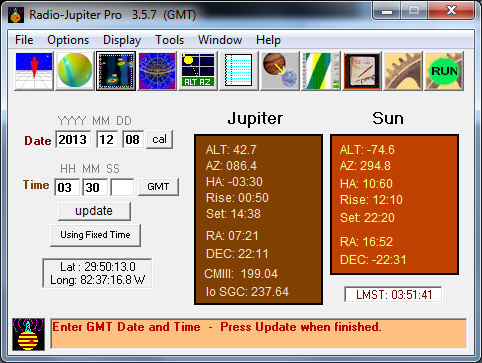 Radio-Jupiter Pro   3.5.7  (GMT)
File Options Display Tools Window Help
ALT AZ
RUN
YYYY MM DD
Date 2013 12 08 cal
HH MM SS
Time 03 30 GMT
update
Using Fixed Time
Lat : 29:50:13.0
Long: 82:37:16.8 W
Jupiter
ALT: 42.7
AZ: 086.4
HA: -03:30
Rise: 00:50
Set: 14:38
RA: 07:21
DEC: 22:11
CMIII: 199.04
Io SGC: 237.64
Sun
ALT: -74.6
AZ: 294.8
HA: 10:60
Rise: 12:10
Set: 22:20
RA: 16:52
DEC: -22:31
LMST: 03:51:41
Enter GMT Date and Time  -  Press Update when finished.